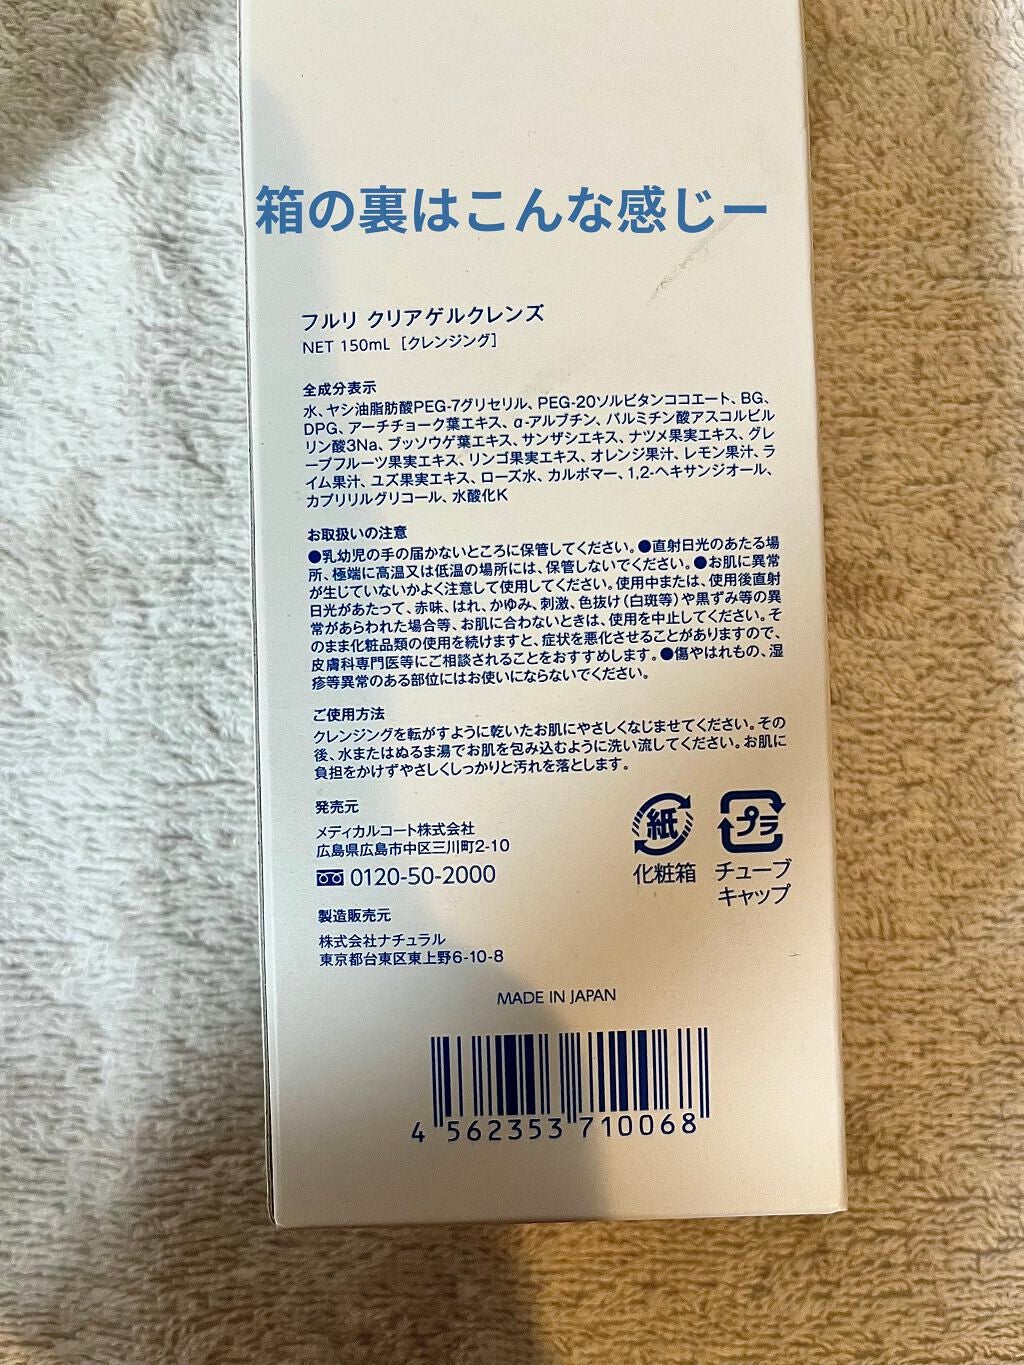 箱の裏はこんな感じー
フルリ クリアゲルクレンズ
NET 150mL [クレンジング]
全成分表示
水、ヤシ油脂肪酸PEG-7グリセリル、PEG-20ソルビタンココエート、BG、
DPG、アーチチョーク葉エキス、α-アルブチン、パルミチン酸アスコルビル
リン酸3Na、ブッソウゲ葉エキス、サンザシエキス、ナツメ果実エキス、グレ
ープフルーツ果実エキス、リンゴ果実エキス、オレンジ果汁、レモン果汁、ラ
イム果汁、ユズ果実エキス、ローズ水、カルボマー、1,2-ヘキサンジオール、
カプリリルグリコール、水酸化K
お取扱いの注意
●乳幼児の手の届かないところに保管してください。●直射日光のあたる場
所、極端に高温又は低温の場所には、保管しないでください。●お肌に異常
が生じていないかよく注意して使用してください。使用中または、使用後直射
日光があたって、赤味、はれ、かゆみ、刺激、色抜け(白斑等)や黒ずみ等の異
常があらわれた場合等、お肌に合わないときは、使用を中止してください。そ
のまま化粧品類の使用を続けますと、症状を悪化させることがありますので、
皮膚科専門医等にご相談されることをおすすめします。●傷やはれもの、湿
疹等異常のある部位にはお使いにならないでください。
ご使用方法
クレンジングを転がすように乾いたお肌にやさしくなじませてください。その
後、水またはぬるま湯でお肌を包み込むように洗い流してください。お肌に
負担をかけずやさしくしっかりと汚れを落とします。
発売元
メディカルコート株式会社
広島県広島市中区三川町2-10
0120-50-2000
紙
化粧箱
プラ
チューブ
キャップ
製造販売元
株式会社ナチュラル
東京都台東区東上野6-10-8
MADE IN JAPAN
4 562353 710068